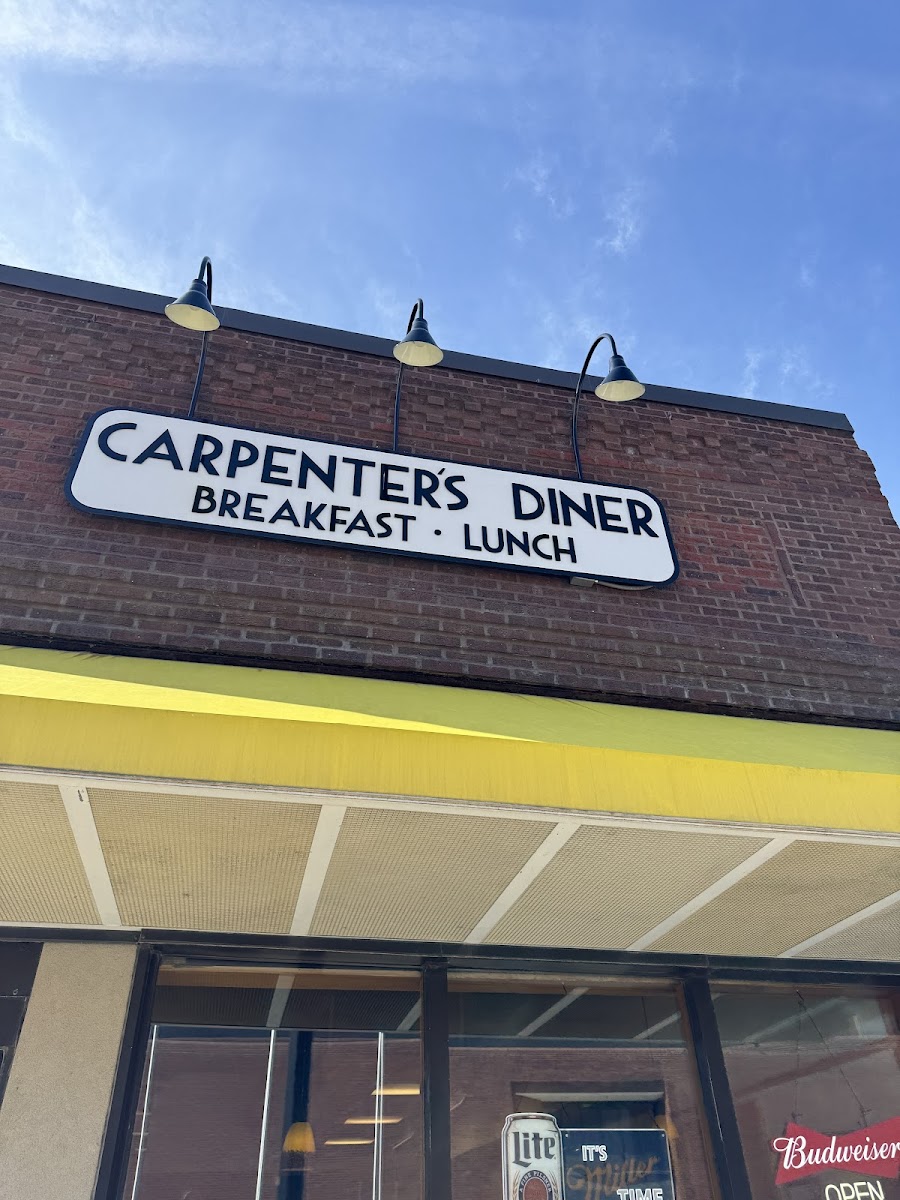 CARPENTER'S DINER
BREAKFAST · LUNCH
Lite
IT'S
Miller
TIME
Budweiser
OPEN